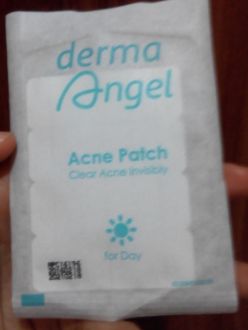 derma
Angel
Acne Patch
Clear Acne Invisibly
for Day